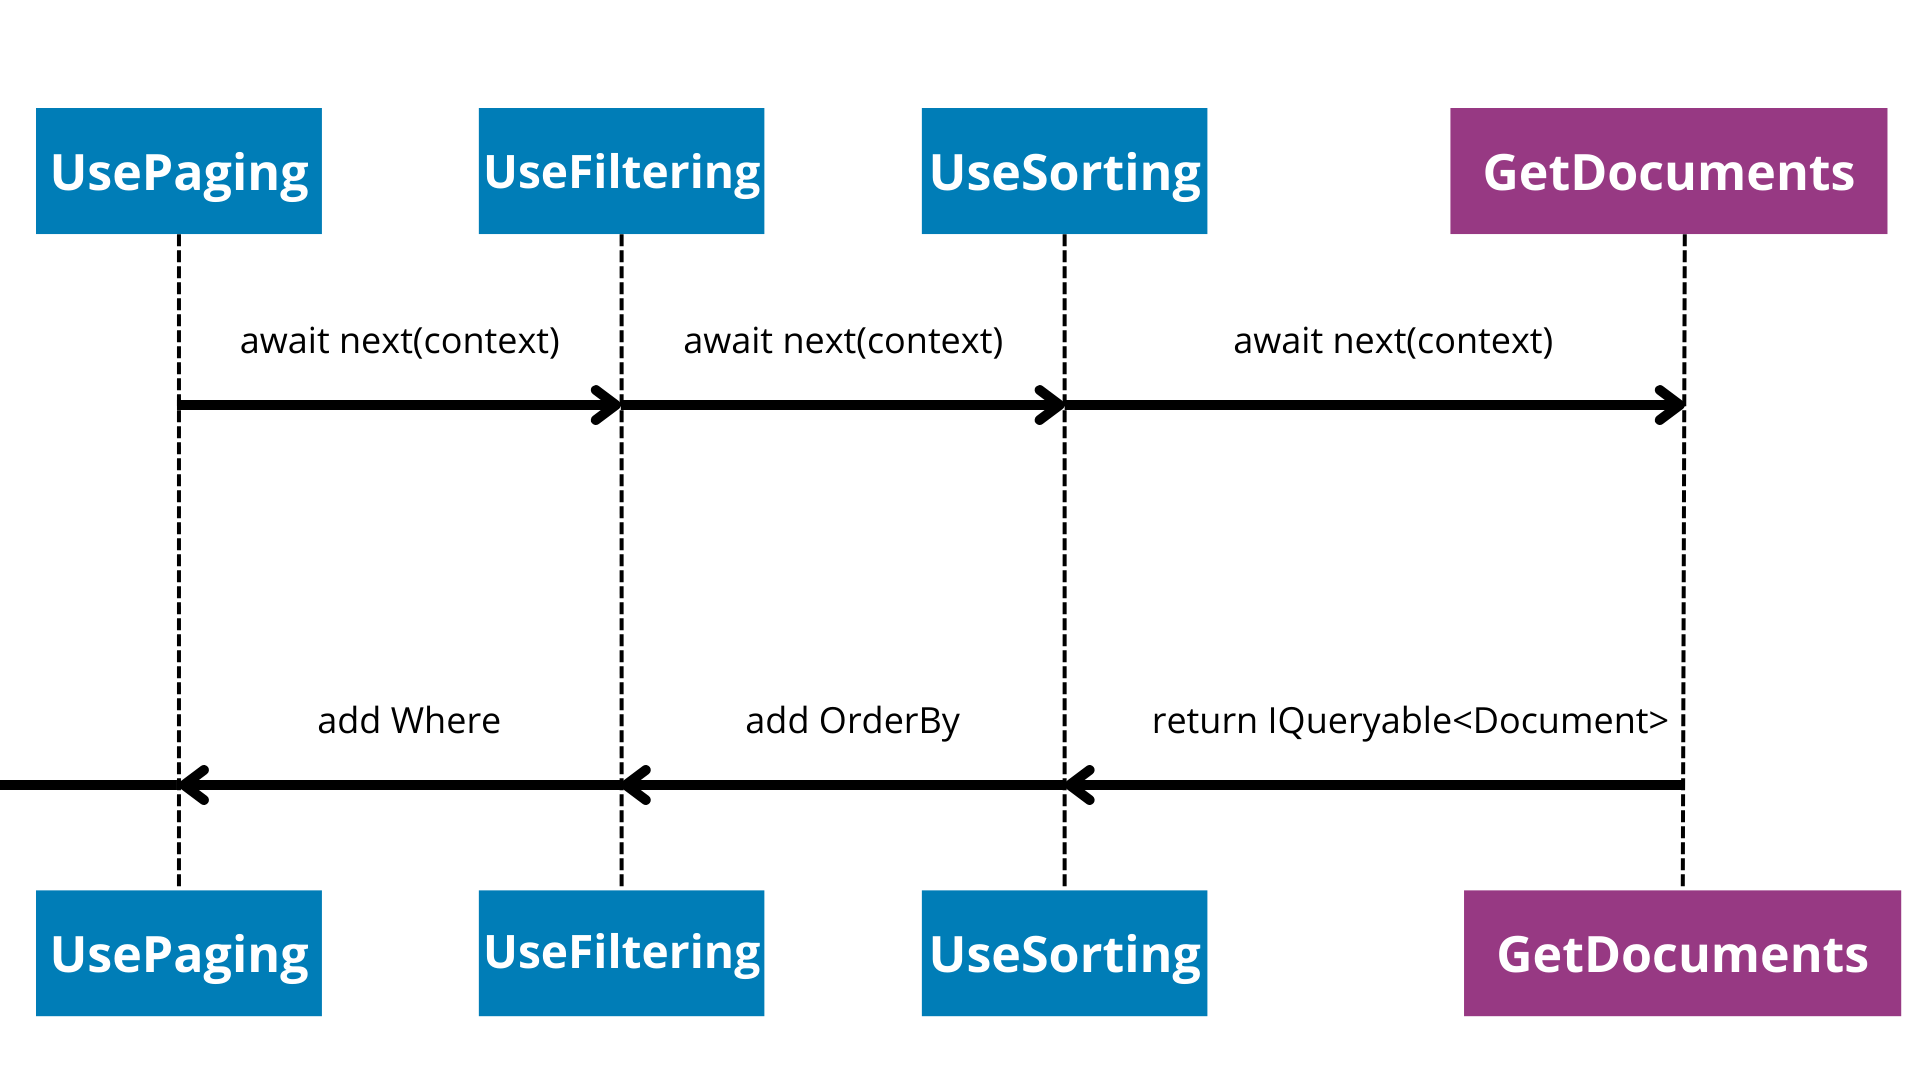 UsePaging
UseFiltering
UseSorting
GetDocuments
await next(context)
await next(context)
await next(context)
add Where
add OrderBy
return IQueryable<Document>
UsePaging
UseFiltering
UseSorting
GetDocuments